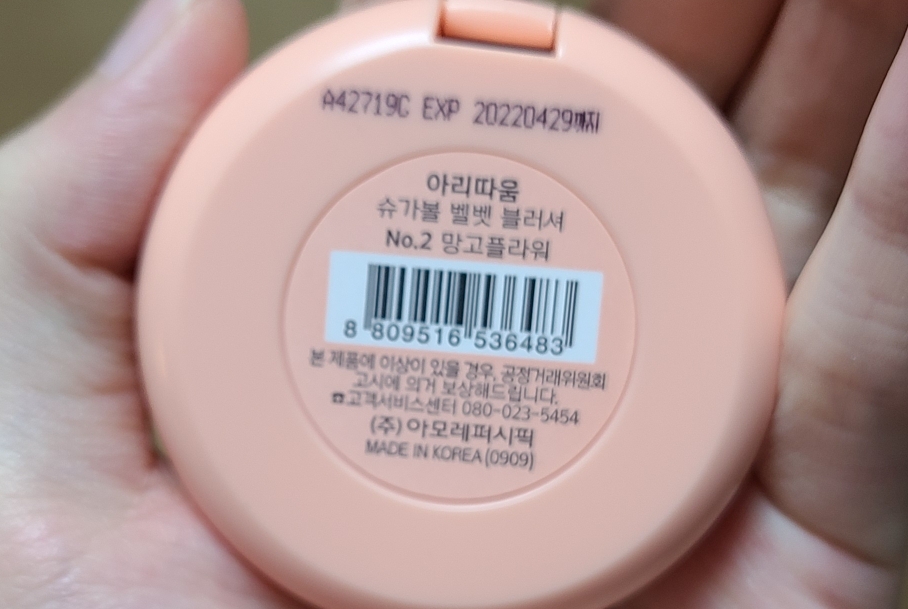 A42719C EXP 20220429까지
아리따움
슈가볼 벨벳 블러셔
No.2 망고플라워
8 809516 536483
본 제품에 이상이 있을 경우, 공정거래위원회
고시에 의거 보상해드립니다.
☎고객서비스센터 080-023-5454
(주)아모레퍼시픽
MADE IN KOREA(0909)